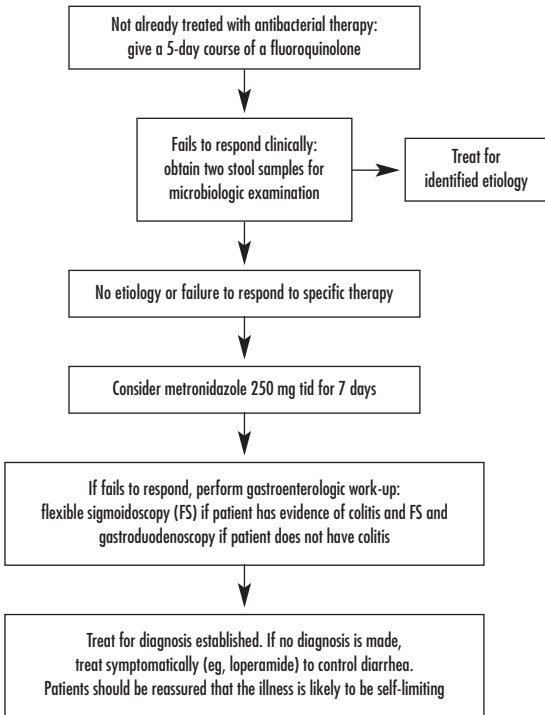 Not already treated with antibacterial therapy:
give a 5-day course of a fluoroquinolone
Fails to respond clinically:
obtain two stool samples for
microbiologic examination
Treat for
identified etiology
No etiology or failure to respond to specific therapy
Consider metronidazole 250 mg tid for 7 days
If fails to respond, perform gastroenterologic work-up:
flexible sigmoidoscopy (FS) if patient has evidence of colitis and FS and
gastroduodenoscopy if patient does not have colitis
Treat for diagnosis established. If no diagnosis is made,
treat symptomatically (eg, loperamide) to control diarrhea.
Patients should be reassured that the illness is likely to be self-limiting